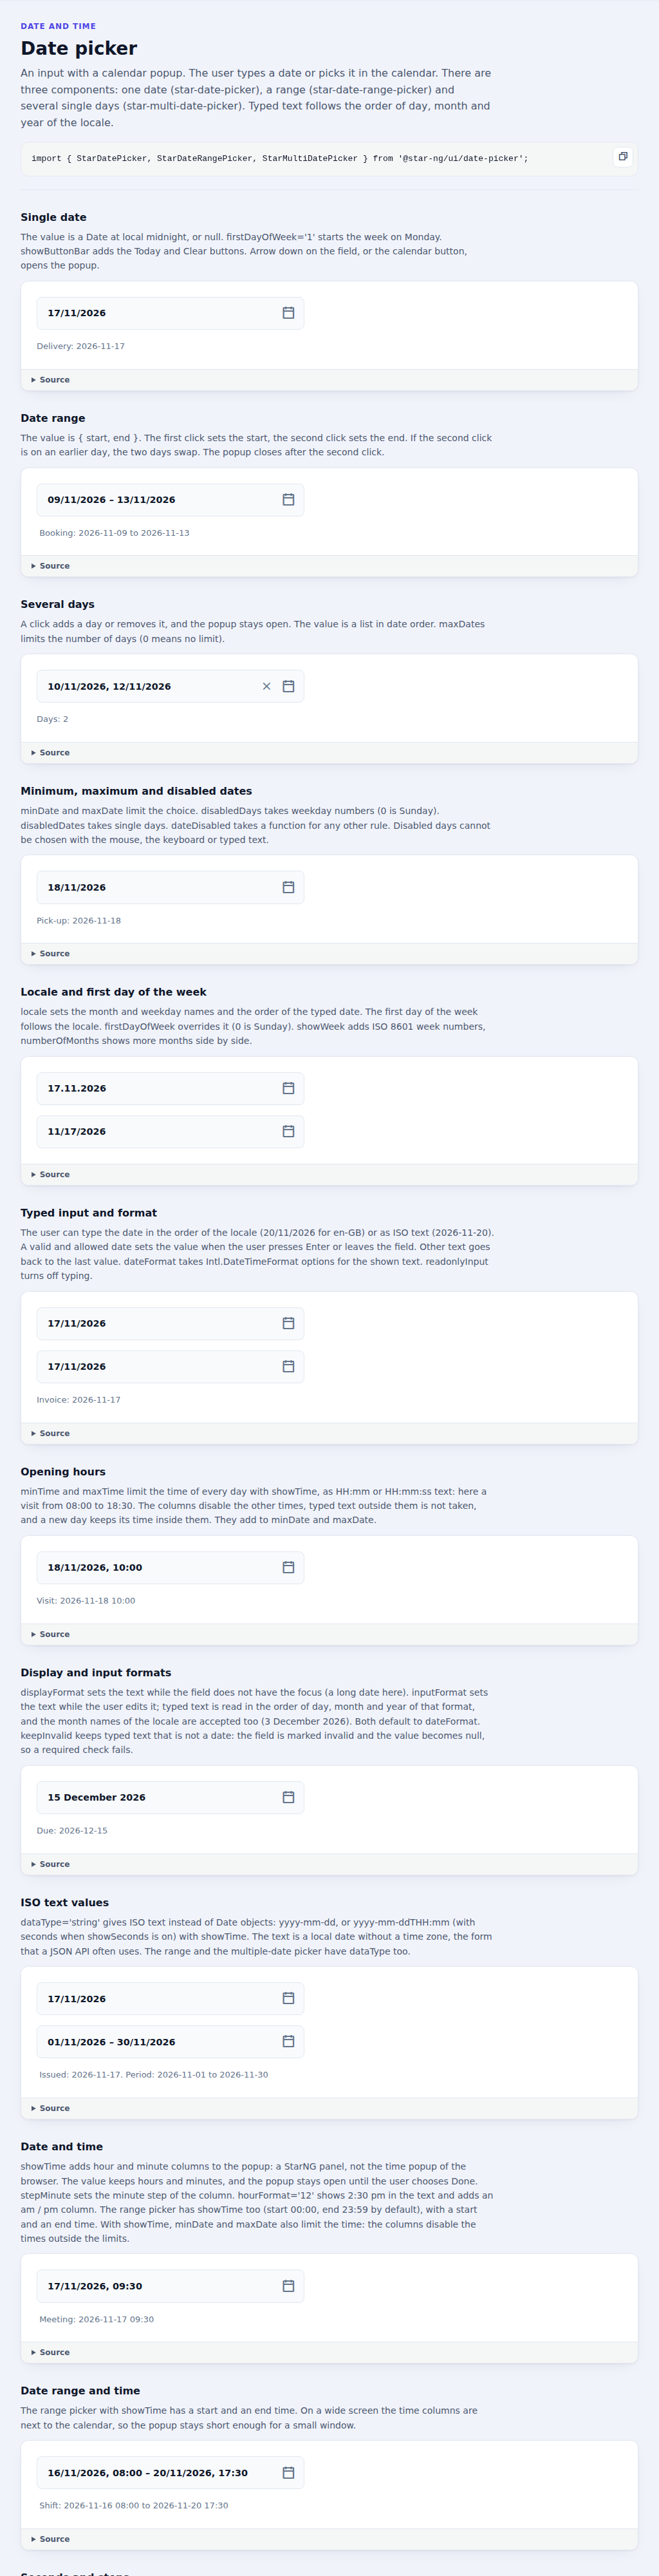 DATE AND TIME
Date picker
An input with a calendar popup. The user types a date or picks it in the calendar. There are
three components: one date (star-date-picker), a range (star-date-range-picker) and
several single days (star-multi-date-picker). Typed text follows the order of day, month and
year of the locale.
import { StarDatePicker, StarDateRangePicker, StarMultiDatePicker } from '@star-ng/ui/date-picker';
Single date
The value is a Date at local midnight, or null. firstDayOfWeek='1' starts the week on Monday.
showButtonBar adds the Today and Clear buttons. Arrow down on the field, or the calendar button,
opens the popup.
17/11/2026
Delivery: 2026-11-17
Source
Date range
The value is { start, end }. The first click sets the start, the second click sets the end. If the second click
is on an earlier day, the two days swap. The popup closes after the second click.
09/11/2026 – 13/11/2026
Booking: 2026-11-09 to 2026-11-13
Source
Several days
A click adds a day or removes it, and the popup stays open. The value is a list in date order. maxDates
limits the number of days (0 means no limit).
10/11/2026, 12/11/2026
Days: 2
Source
Minimum, maximum and disabled dates
minDate and maxDate limit the choice. disabledDays takes weekday numbers (0 is Sunday).
disabledDates takes single days. dateDisabled takes a function for any other rule. Disabled days cannot
be chosen with the mouse, the keyboard or typed text.
18/11/2026
Pick-up: 2026-11-18
Source
Locale and first day of the week
locale sets the month and weekday names and the order of the typed date. The first day of the week
follows the locale. firstDayOfWeek overrides it (0 is Sunday). showWeek adds ISO 8601 week numbers,
numberOfMonths shows more months side by side.
17.11.2026
11/17/2026
Source
Typed input and format
The user can type the date in the order of the locale (20/11/2026 for en-GB) or as ISO text (2026-11-20).
A valid and allowed date sets the value when the user presses Enter or leaves the field. Other text goes
back to the last value. dateFormat takes Intl.DateTimeFormat options for the shown text. readonlyInput
turns off typing.
17/11/2026
17/11/2026
Invoice: 2026-11-17
Source
Opening hours
minTime and maxTime limit the time of every day with showTime, as HH:mm or HH:mm:ss text: here a
visit from 08:00 to 18:30. The columns disable the other times, typed text outside them is not taken,
and a new day keeps its time inside them. They add to minDate and maxDate.
18/11/2026, 10:00
Visit: 2026-11-18 10:00
Source
Display and input formats
displayFormat sets the text while the field does not have the focus (a long date here). inputFormat sets
the text while the user edits it; typed text is read in the order of day, month and year of that format,
and the month names of the locale are accepted too (3 December 2026). Both default to dateFormat.
keepInvalid keeps typed text that is not a date: the field is marked invalid and the value becomes null,
so a required check fails.
15 December 2026
Due: 2026-12-15
Source
ISO text values
dataType='string' gives ISO text instead of Date objects: yyyy-mm-dd, or yyyy-mm-ddTHH:mm (with
seconds when showSeconds is on) with showTime. The text is a local date without a time zone, the form
that a JSON API often uses. The range and the multiple-date picker have dataType too.
17/11/2026
01/11/2026 – 30/11/2026
Issued: 2026-11-17. Period: 2026-11-01 to 2026-11-30
Source
Date and time
showTime adds hour and minute columns to the popup: a StarNG panel, not the time popup of the
browser. The value keeps hours and minutes, and the popup stays open until the user chooses Done.
stepMinute sets the minute step of the column. hourFormat='12' shows 2:30 pm in the text and adds an
am / pm column. The range picker has showTime too (start 00:00, end 23:59 by default), with a start
and an end time. With showTime, minDate and maxDate also limit the time: the columns disable the
times outside the limits.
17/11/2026, 09:30
Meeting: 2026-11-17 09:30
Source
Date range and time
The range picker with showTime has a start and an end time. On a wide screen the time columns are
next to the calendar, so the popup stays short enough for a small window.
16/11/2026, 08:00 – 20/11/2026, 17:30
Shift: 2026-11-16 08:00 to 2026-11-20 17:30
Source